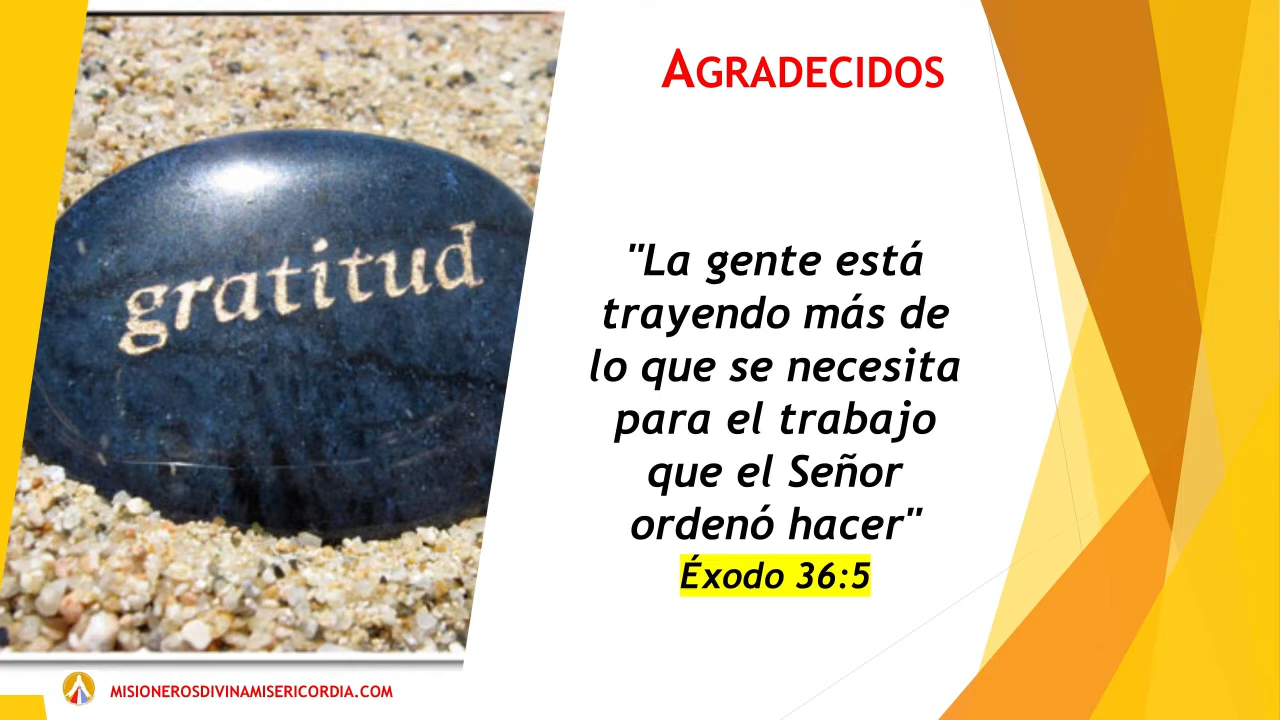 AGRADECIDOS
gratitud
"La gente está
trayendo más de
lo que se necesita
para el trabajo
que el Señor
ordenó hacer"
Éxodo 36:5
MISIONEROSDIVINAMISERICORDIA.COM